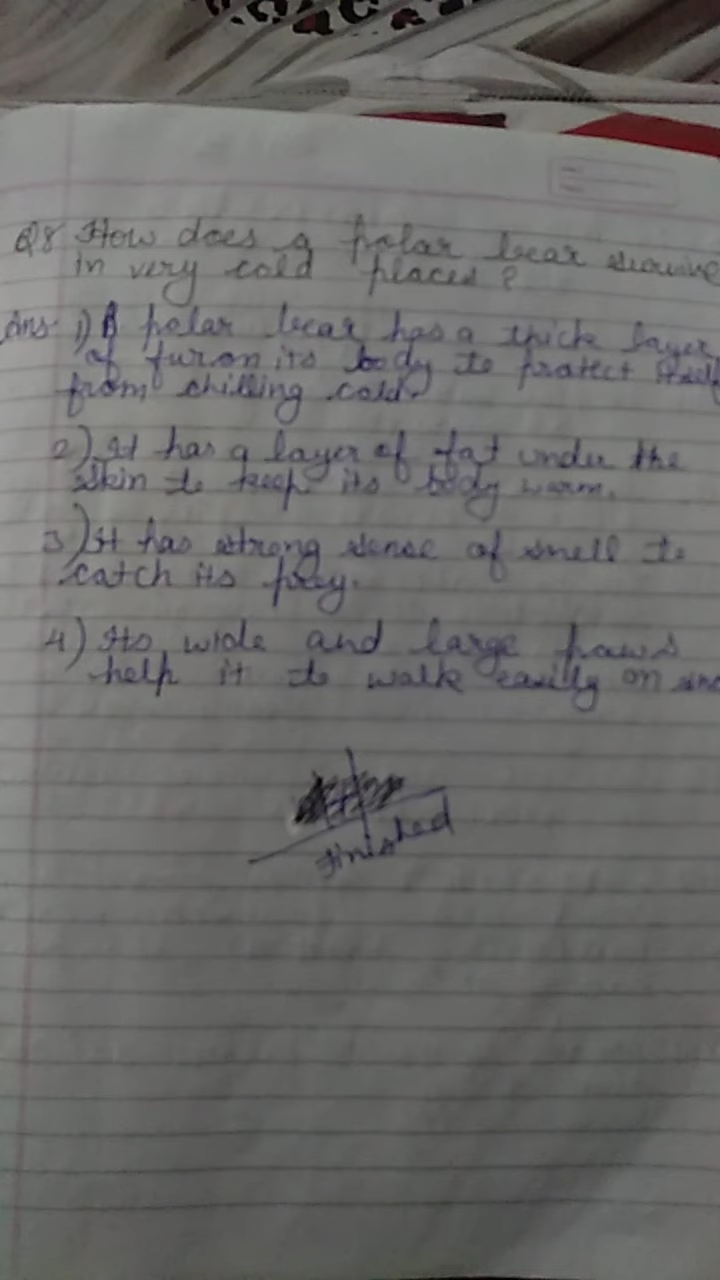 Q8 How does a polar bear survive
in very cold places ?
Ans- 1) A polar bear has a thick layer
of fur on its body to protect itself
from chilling cold.
2) It has a layer of fat under the
skin to keep its body warm.
3) It has strong sense of smell to
catch its prey.
4) Its wide and large paws
help it to walk easily on
Finished